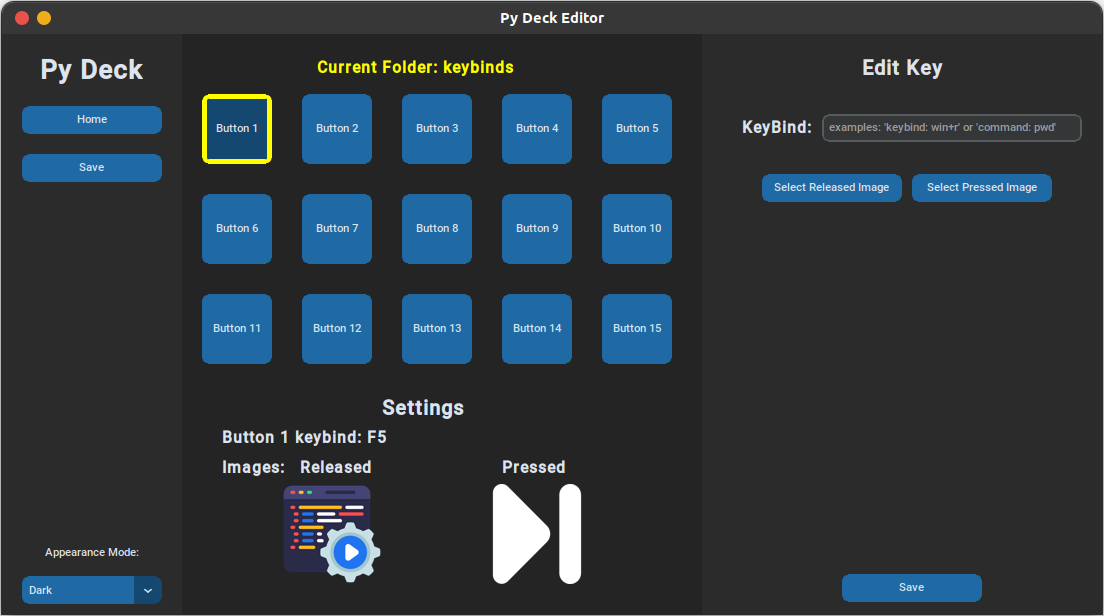 Py Deck Editor
Py Deck
Home
Save
Appearance Mode:
Dark
Current Folder: keybinds
Button 1
Button 2
Button 3
Button 4
Button 5
Button 6
Button 7
Button 8
Button 9
Button 10
Button 11
Button 12
Button 13
Button 14
Button 15
Settings
Button 1 keybind: F5
Images: Released
Pressed
Edit Key
KeyBind: examples: 'keybind: win+r' or 'command: pwd'
Select Released Image
Select Pressed Image
Save